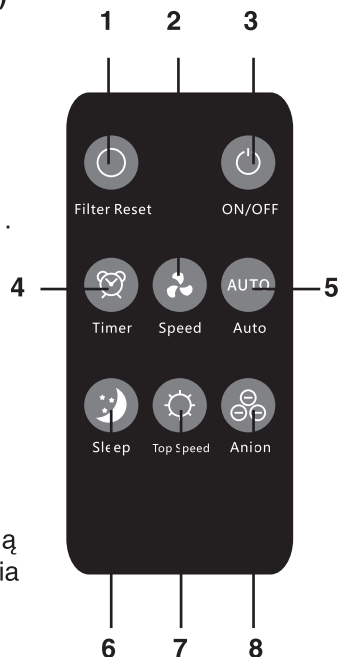 )
1 2 3
Filter Reset ON/OFF
.
4 AUTO 5
Timer Speed Auto
Sleep Top Speed Anion
ą
ia
6 7 8